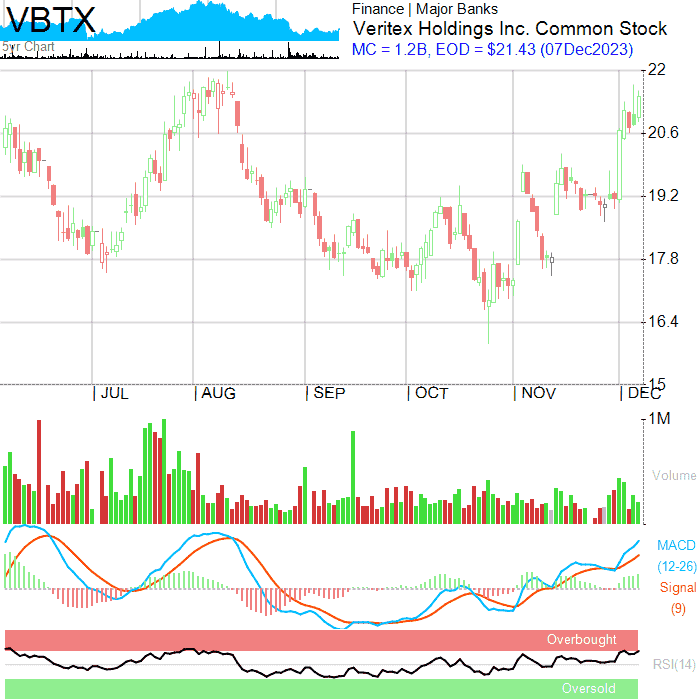 VBTX
5yr Chart
Finance | Major Banks
Veritex Holdings Inc. Common Stock
MC = 1.2B, EOD = $21.43 (07Dec2023)
22
20.6
19.2
17.8
16.4
15
| JUL | AUG | SEP | OCT | NOV | DEC
1M
Volume
MACD
(12-26)
Signal
(9)
Overbought
RSI(14)
Oversold